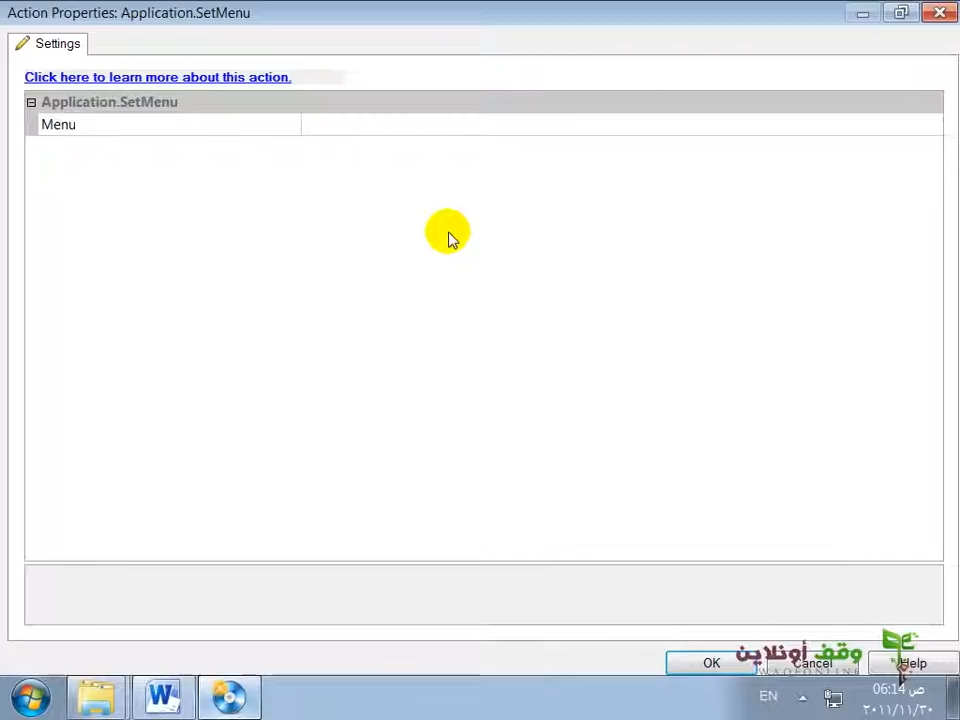 Action Properties: Application.SetMenu
Settings
Click here to learn more about this action.
Application.SetMenu
Menu
OK
Cancel
Help
وقف أونلاين
WAQFONLINE
EN
06:14 ص
٢٠١١/١١/٣٠